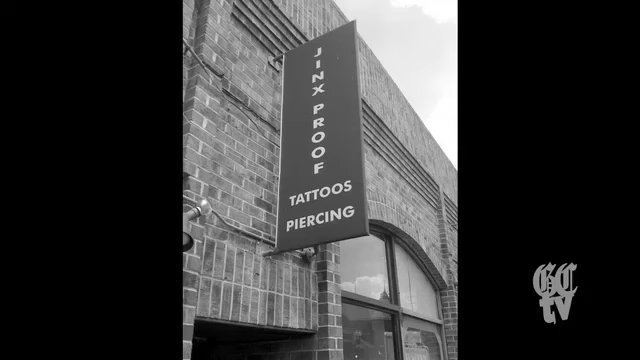 JINX PROOF
TATTOOS
PIERCING
GC
tv